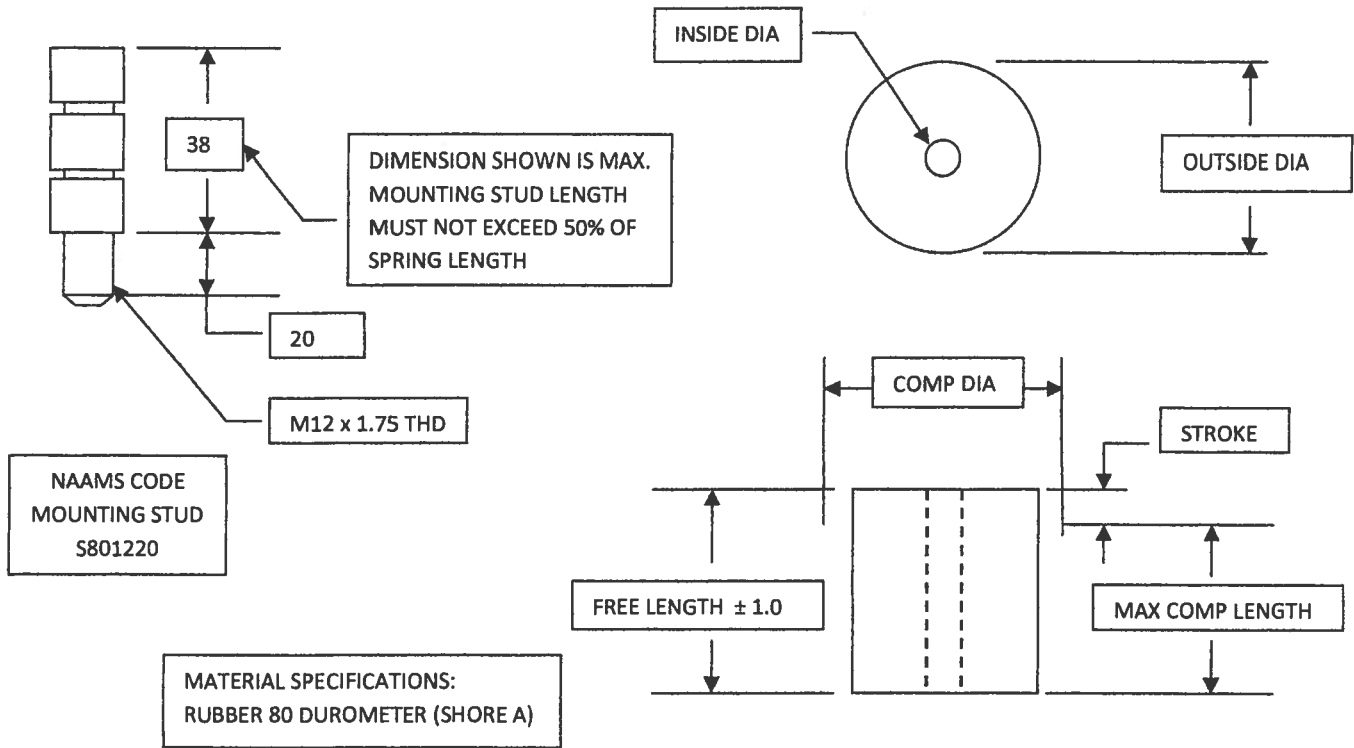 INSIDE DIA
38
DIMENSION SHOWN IS MAX.
MOUNTING STUD LENGTH
MUST NOT EXCEED 50% OF
SPRING LENGTH
OUTSIDE DIA
20
M12 x 1.75 THD
NAAMS CODE
MOUNTING STUD
S801220
COMP DIA
STROKE
FREE LENGTH ± 1.0
MAX COMP LENGTH
MATERIAL SPECIFICATIONS:
RUBBER 80 DUROMETER (SHORE A)